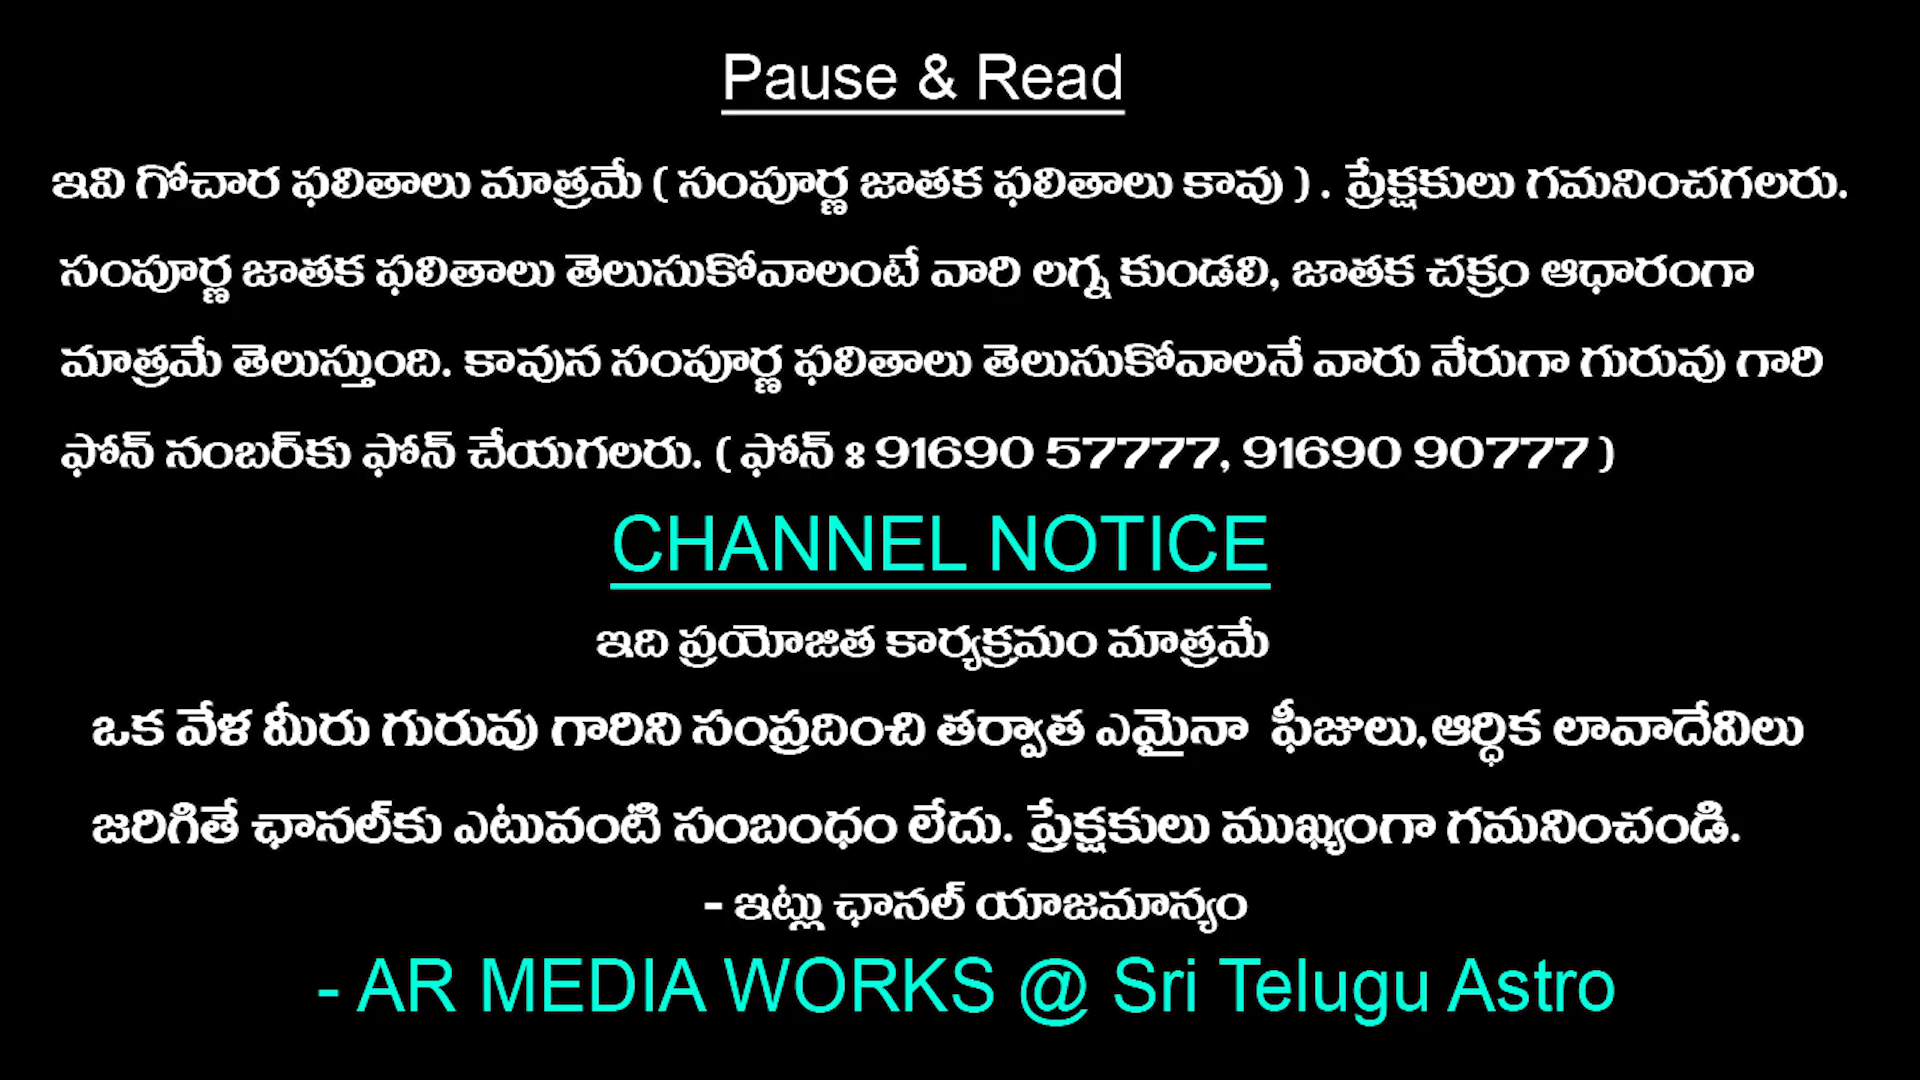 Pause & Read
ఇవి గోచార ఫలితాలు మాత్రమే ( సంపూర్ణ జాతక ఫలితాలు కావు ) . ప్రేక్షకులు గమనించగలరు.
సంపూర్ణ జాతక ఫలితాలు తెలుసుకోవాలంటే వారి లగ్న కుండలి, జాతక చక్రం ఆధారంగా
మాత్రమే తెలుస్తుంది. కావున సంపూర్ణ ఫలితాలు తెలుసుకోవాలనే వారు నేరుగా గురువు గారి
ఫోన్ నంబర్‌కు ఫోన్ చేయగలరు. ( ఫోన్ : 91690 57777, 91690 90777 )
CHANNEL NOTICE
ఇది ప్రయోజిత కార్యక్రమం మాత్రమే
ఒక వేళ మీరు గురువు గారిని సంప్రదించి తర్వాత ఎమైనా ఫీజులు,ఆర్ధిక లావాదేవిలు
జరిగితే ఛానల్‌కు ఎటువంటి సంబంధం లేదు. ప్రేక్షకులు ముఖ్యంగా గమనించండి.
- ఇట్లు ఛానల్ యాజమాన్యం
- AR MEDIA WORKS @ Sri Telugu Astro